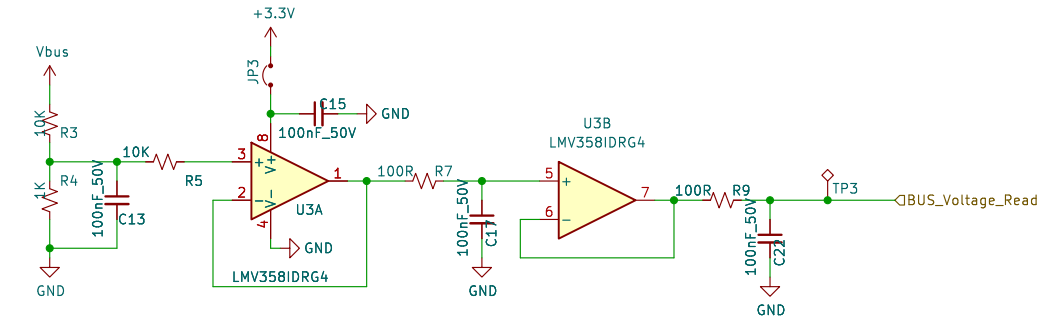 +3.3V
Vbus
JP3
C15
GND
100nF_50V
U3B
LMV358IDRG4
10K
R3
8
10K
3
+
V+
1
100R
R7
5
+
7
100R
R9
TP3
BUS_Voltage_Read
1K
R4
100nF_50V
C13
R5
2
−
V-
U3A
4
GND
LMV358IDRG4
100nF_50V
C17
6
−
100nF_50V
C22
GND
GND
GND